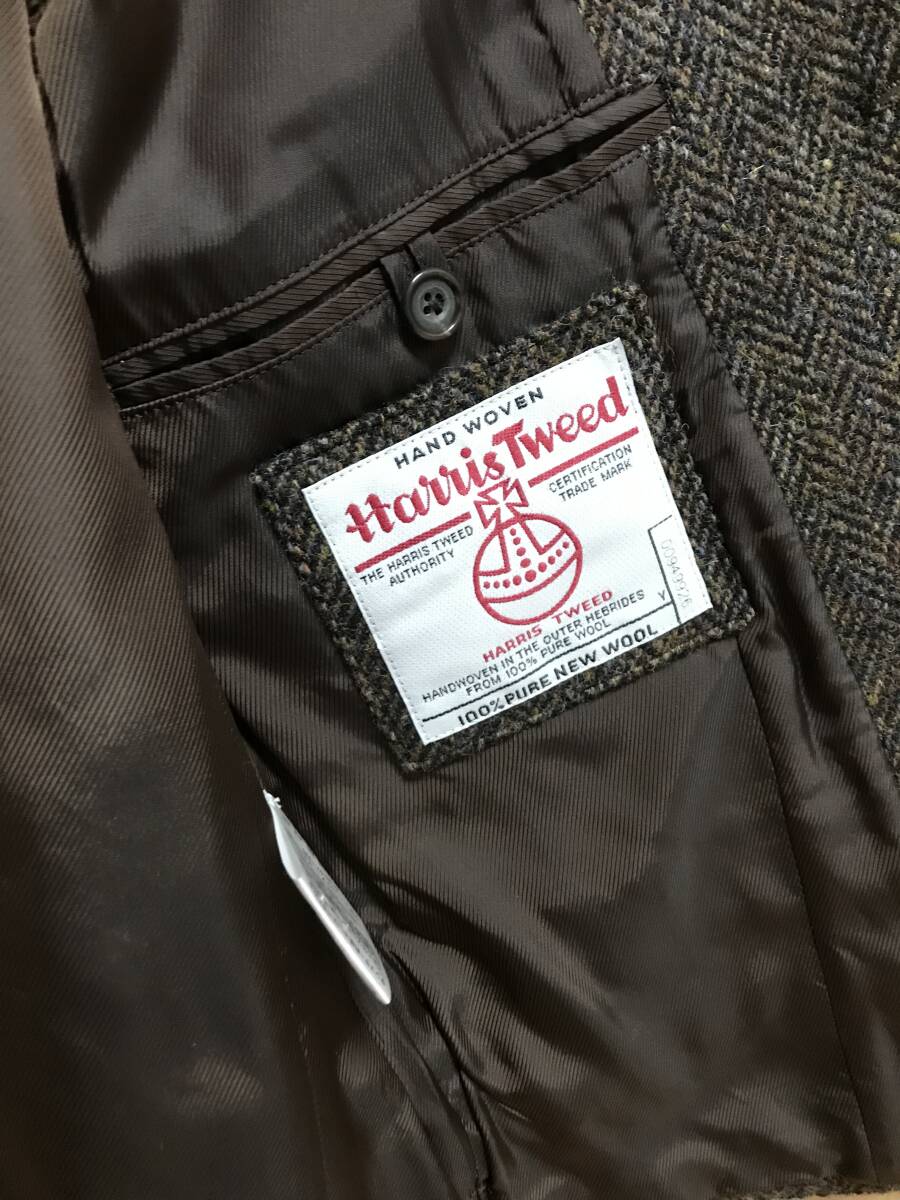 HAND WOVEN
Harris Tweed
THE HARRIS TWEED
AUTHORITY
CERTIFICATION
TRADE MARK
HARRIS TWEED
HANDWOVEN IN THE OUTER HEBRIDES
FROM 100% PURE WOOL
Y
00949926
100% PURE NEW WOOL